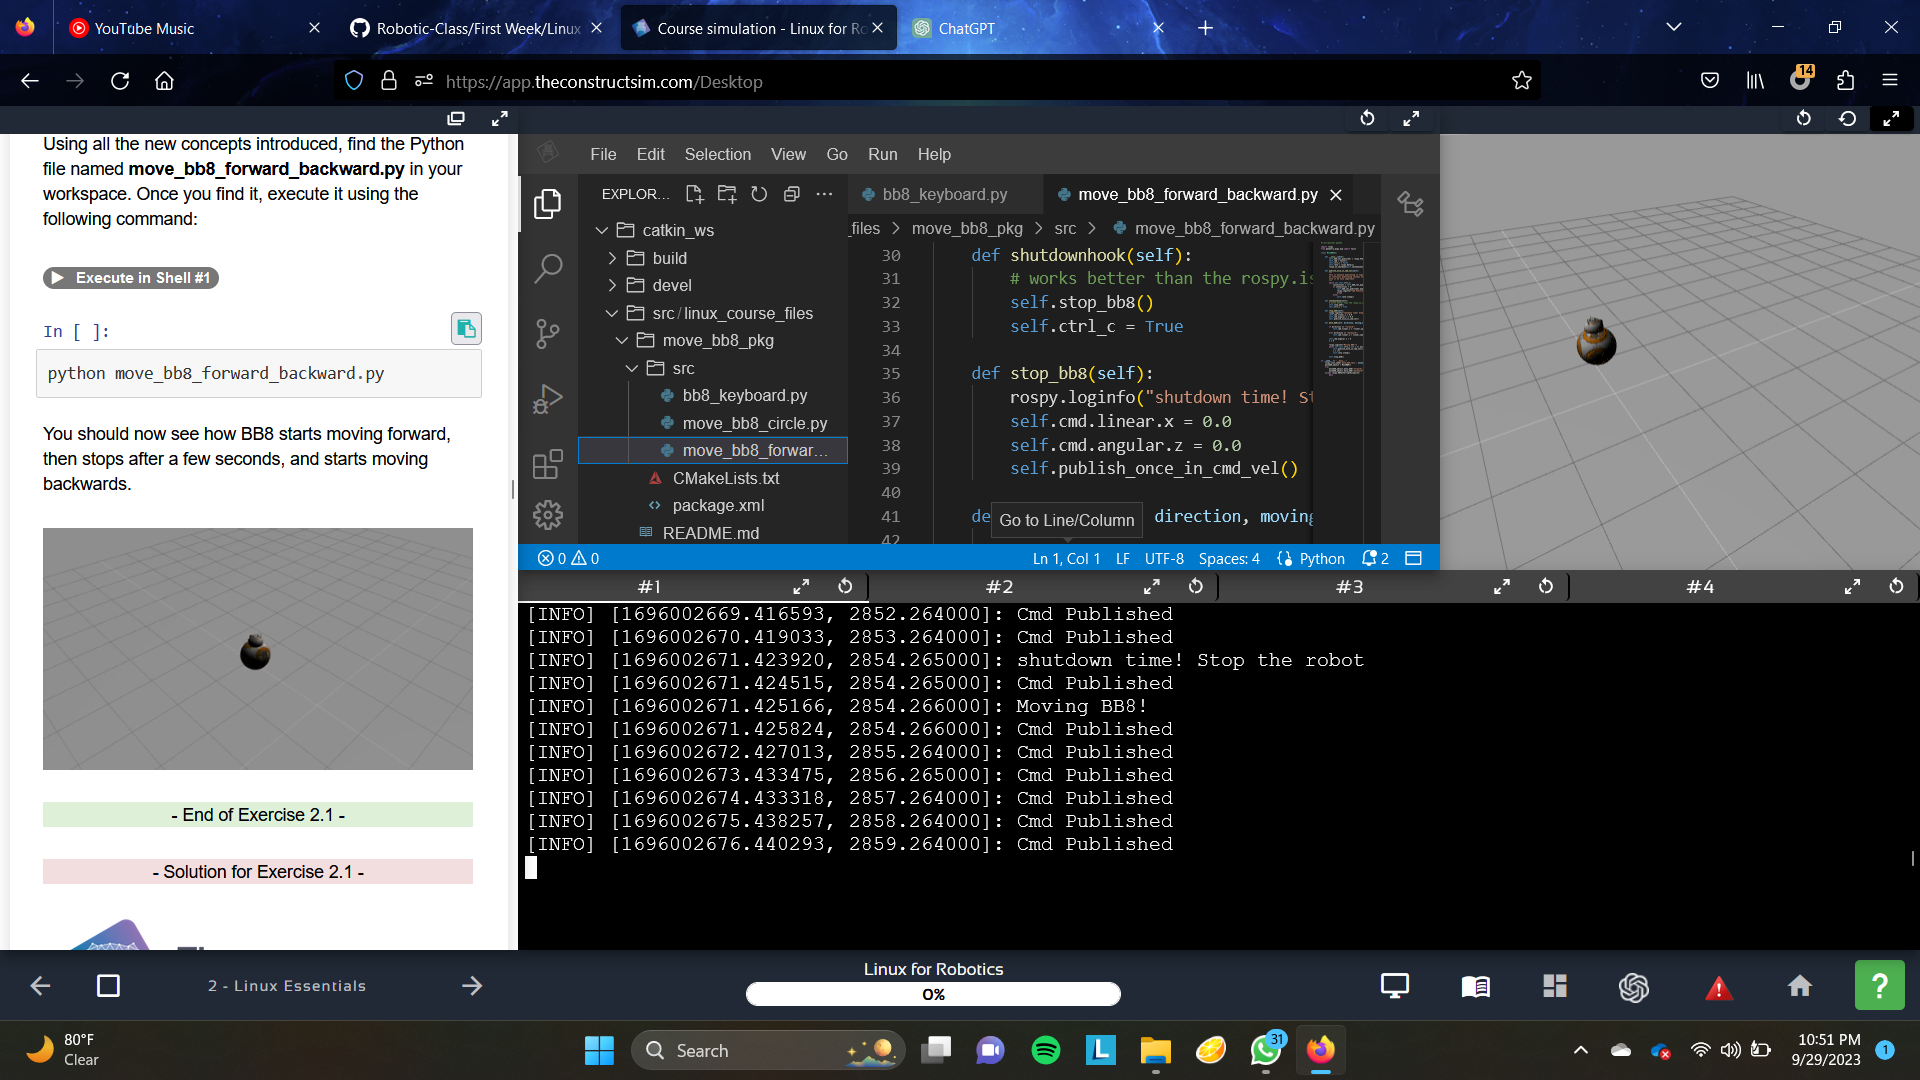 YouTube Music
Robotic-Class/First Week/Linux
Course simulation - Linux for Ro
ChatGPT
https://app.theconstructsim.com/Desktop
14
Using all the new concepts introduced, find the Python
file named move_bb8_forward_backward.py in your
workspace. Once you find it, execute it using the
following command:
Execute in Shell #1
In [ ]:
python move_bb8_forward_backward.py
You should now see how BB8 starts moving forward,
then stops after a few seconds, and starts moving
backwards.
- End of Exercise 2.1 -
- Solution for Exercise 2.1 -
File Edit Selection View Go Run Help
EXPLOR...
catkin_ws
build
devel
src/linux_course_files
move_bb8_pkg
src
bb8_keyboard.py
move_bb8_circle.py
move_bb8_forwar...
CMakeLists.txt
package.xml
README.md
bb8_keyboard.py
move_bb8_forward_backward.py
_files > move_bb8_pkg > src > move_bb8_forward_backward.py
30 def shutdownhook(self):
31 # works better than the rospy.is
32 self.stop_bb8()
33 self.ctrl_c = True
34
35 def stop_bb8(self):
36 rospy.loginfo("shutdown time! St
37 self.cmd.linear.x = 0.0
38 self.cmd.angular.z = 0.0
39 self.publish_once_in_cmd_vel()
40
41 de direction, moving
42
Go to Line/Column
0 0
Ln 1, Col 1 LF UTF-8 Spaces: 4 Python 2
#1 #2 #3 #4
[INFO] [1696002669.416593, 2852.264000]: Cmd Published
[INFO] [1696002670.419033, 2853.264000]: Cmd Published
[INFO] [1696002671.423920, 2854.265000]: shutdown time! Stop the robot
[INFO] [1696002671.424515, 2854.265000]: Cmd Published
[INFO] [1696002671.425166, 2854.266000]: Moving BB8!
[INFO] [1696002671.425824, 2854.266000]: Cmd Published
[INFO] [1696002672.427013, 2855.264000]: Cmd Published
[INFO] [1696002673.433475, 2856.265000]: Cmd Published
[INFO] [1696002674.433318, 2857.264000]: Cmd Published
[INFO] [1696002675.438257, 2858.264000]: Cmd Published
[INFO] [1696002676.440293, 2859.264000]: Cmd Published
2 - Linux Essentials
Linux for Robotics
0%
?
80°F
Clear
Search
L
31
10:51 PM
9/29/2023
1